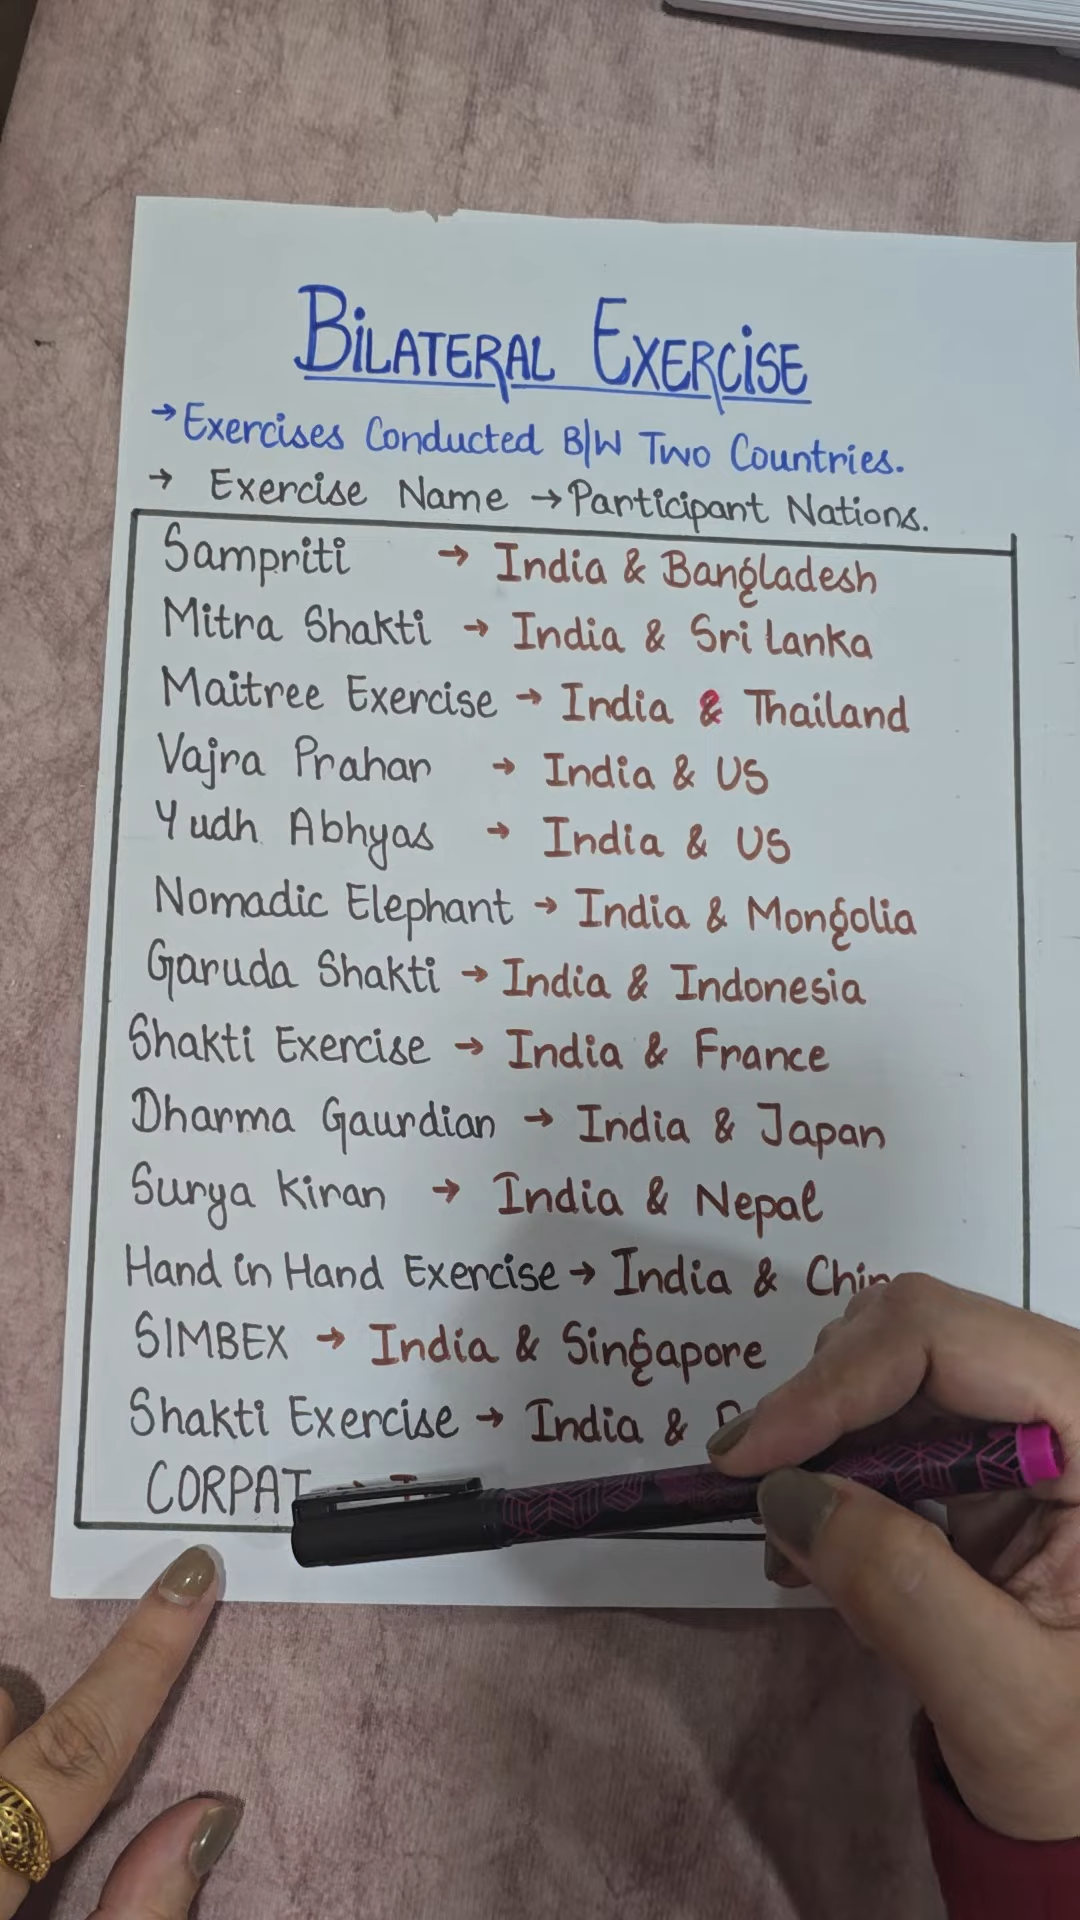 BILATERAL EXERCISE
→ Exercises Conducted B/W Two Countries.
→ Exercise Name → Participant Nations.
Sampriti → India & Bangladesh
Mitra Shakti → India & Sri Lanka
Maitree Exercise → India & Thailand
Vajra Prahar → India & US
Yudh Abhyas → India & US
Nomadic Elephant → India & Mongolia
Garuda Shakti → India & Indonesia
Shakti Exercise → India & France
Dharma Gaurdian → India & Japan
Surya Kiran → India & Nepal
Hand in Hand Exercise → India &
SIMBEX → India & Singapore
Shakti Exercise → India &
CORPAT